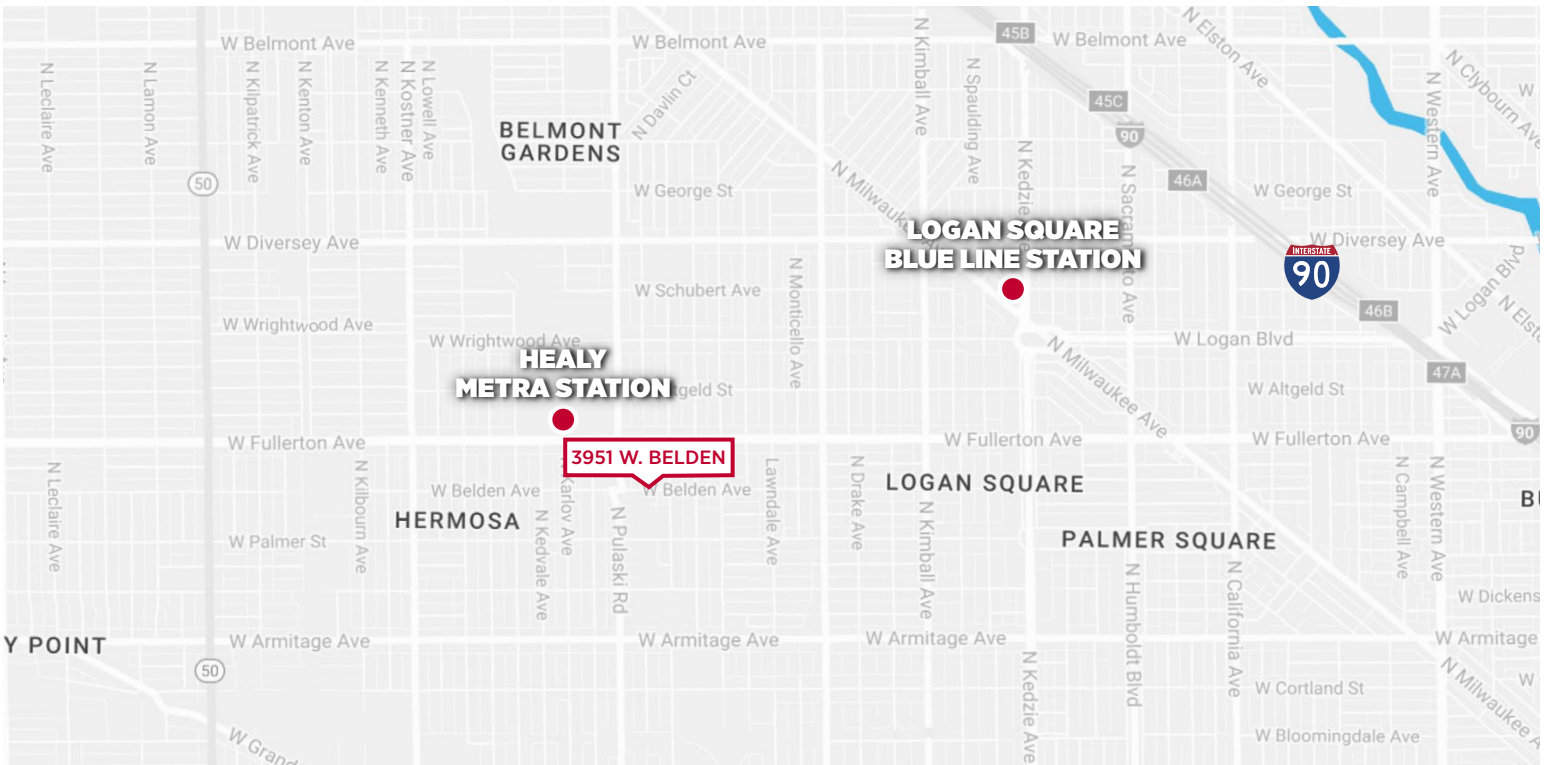 W Belmont Ave
W Belmont Ave
45B
W Belmont Ave
N Elston Ave
N Kimball Ave
N Leclaire Ave
N Lamon Ave
N Kilpatrick Ave
N Kenton Ave
N Kenneth Ave
N Kostner Ave
N Lowell Ave
N Davlin Ct
N Spaulding Ave
45C
90
N Western Ave
N Clybourn Ave
W
BELMONT
GARDENS
50
W George St
N Milwaukee Ave
N Kedzie Ave
N Sacramento Ave
46A
W George St
W Diversey Ave
LOGAN SQUARE
BLUE LINE STATION
W Diversey Ave
INTERSTATE
90
W Logan Blvd
N Elst
W Schubert Ave
N Monticello Ave
46B
W Wrightwood Ave
W Wrightwood Ave
W Logan Blvd
N Milwaukee Ave
HEALY
METRA STATION
tgeld St
W Altgeld St
47A
W Fullerton Ave
W Fullerton Ave
W Fullerton Ave
90
3951 W. BELDEN
N Leclaire Ave
N Kilbourn Ave
W Belden Ave
Karlov Ave
W Belden Ave
Lawndale Ave
N Drake Ave
LOGAN SQUARE
N Campbell Ave
N Western Ave
B
HERMOSA
N Kedvale Ave
N Pulaski Rd
N Kimball Ave
W Palmer St
PALMER SQUARE
N Humboldt Blvd
N California Ave
W Dickens
Y POINT
W Armitage Ave
W Armitage Ave
W Armitage Ave
W Armitage
50
N Kedzie Ave
W Cortland St
N Milwaukee A
W
W Grand
W Bloomingdale Ave